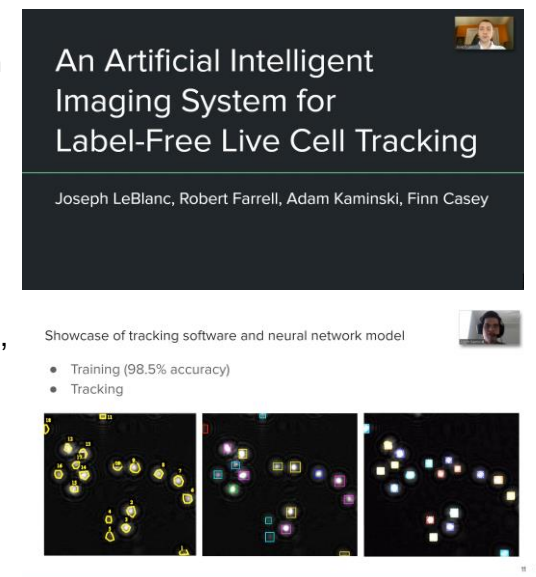 An Artificial Intelligent
Imaging System for
Label-Free Live Cell Tracking
Joseph LeBlanc, Robert Farrell, Adam Kaminski, Finn Casey
,
Showcase of tracking software and neural network model
● Training (98.5% accuracy)
● Tracking